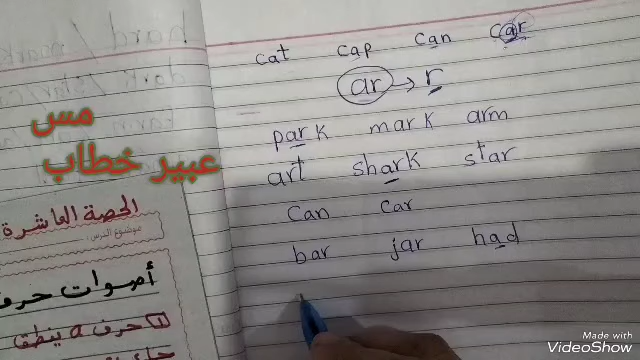 cat cap can car
ar → r
park mark arm
art shark star
can car
bar jar had
مس
عبير خطاب
الحصة العاشرة
موضوع الدرس:
أصوات حرف
① حرف a ينطق
Made with
VideoShow